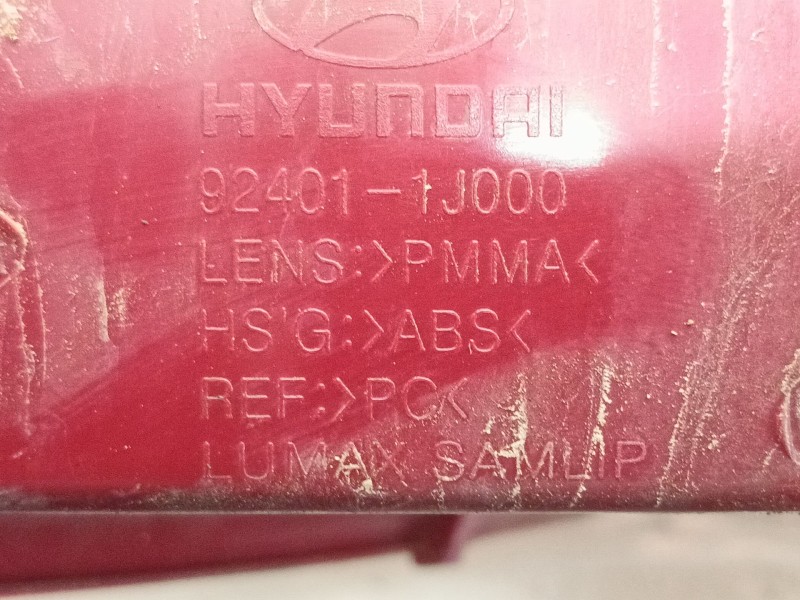 HYUNDAI
92401-1J000
LENS:>PMMA<
HS'G:>ABS<
REF:>PC<
LUMAX SAMLIP